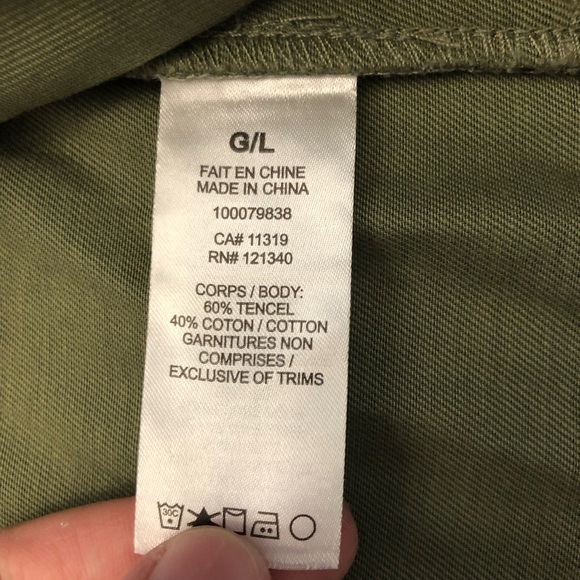 G/L
FAIT EN CHINE
MADE IN CHINA
100079838
CA# 11319
RN# 121340
CORPS / BODY:
60% TENCEL
40% COTON / COTTON
GARNITURES NON
COMPRISES /
EXCLUSIVE OF TRIMS
30C